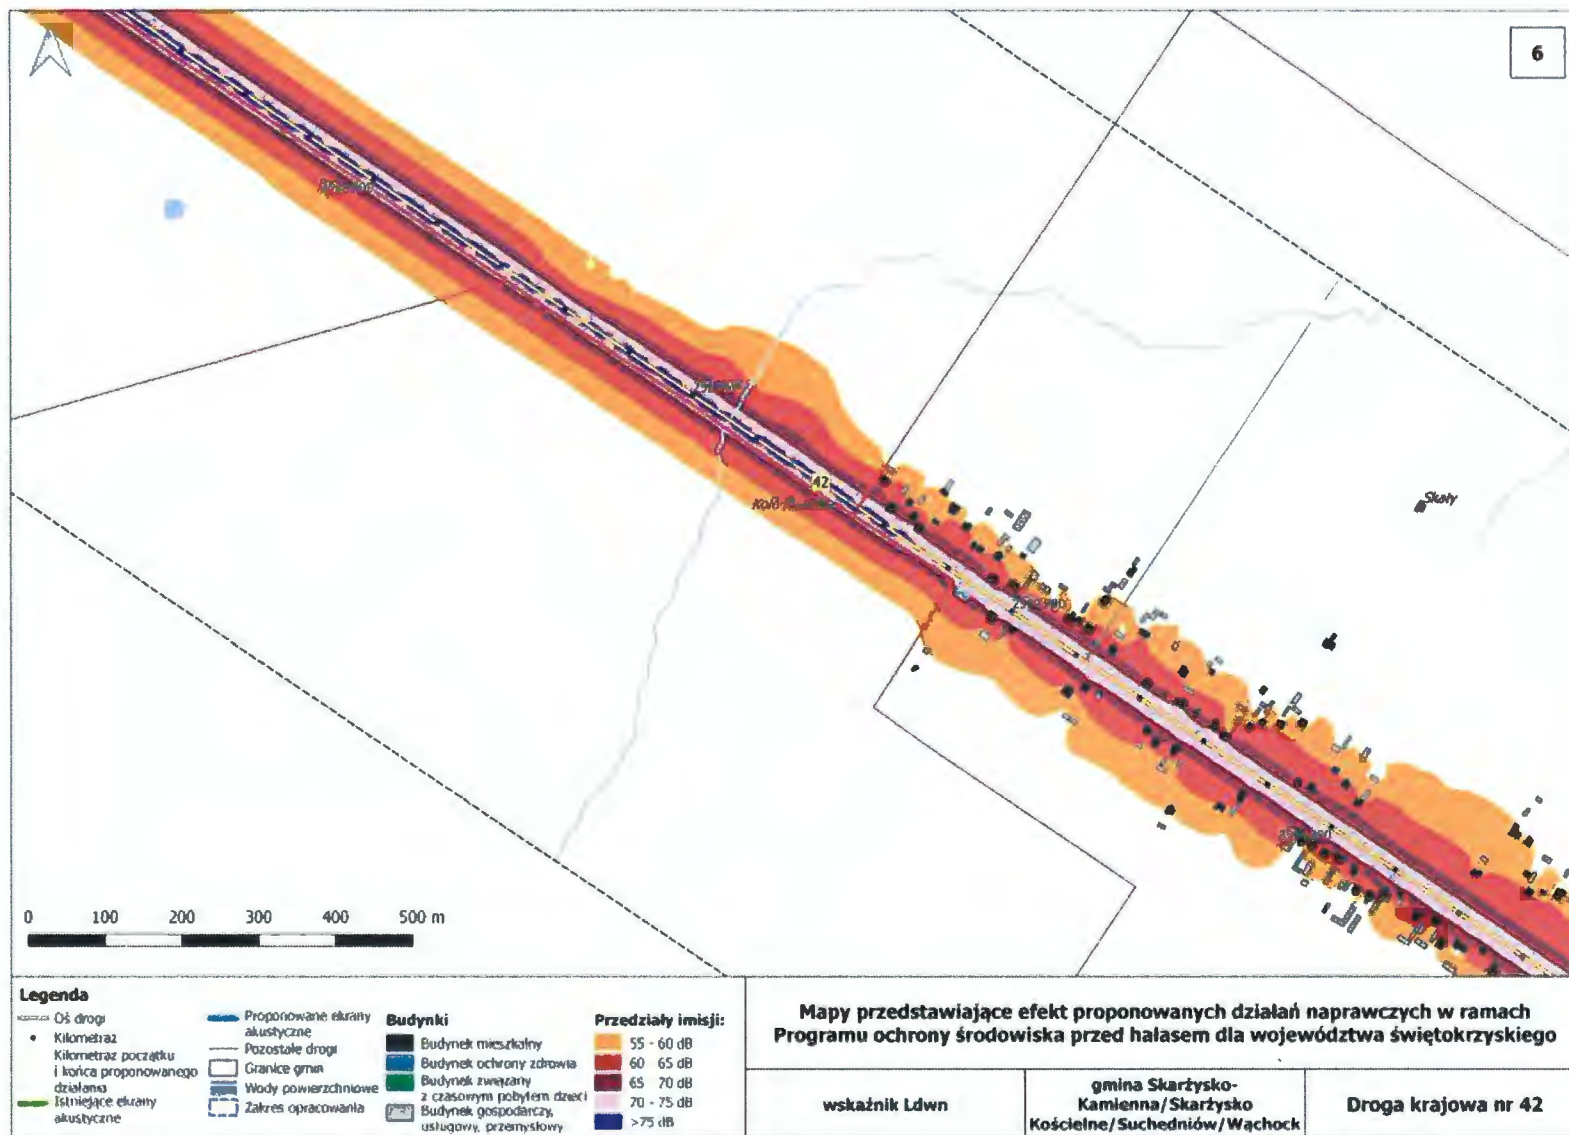 6
42
Skały
0 100 200 300 400 500 m
Legenda
Oś drogi
Kilometraż
Kilometraż początku
i końca proponowanego
działania
Istniejące ekrany
akustyczne
Proponowane ekrany
akustyczne
Pozostałe drogi
Granice gmin
Wody powierzchniowe
Zakres opracowania
Budynki
Budynek mieszkalny
Budynek ochrony zdrowia
Budynek związany
z czasowym pobytem dzieci
Budynek gospodarczy,
usługowy, przemysłowy
Przedziały imisji:
55 - 60 dB
60 65 dB
65 70 dB
70 - 75 dB
>75 dB
Mapy przedstawiające efekt proponowanych działań naprawczych w ramach
Programu ochrony środowiska przed hałasem dla województwa świętokrzyskiego
wskaźnik Ldwn
gmina Skarżysko-
Kamienna/Skarżysko
Kościelne/Suchedniów/Wąchock
Droga krajowa nr 42